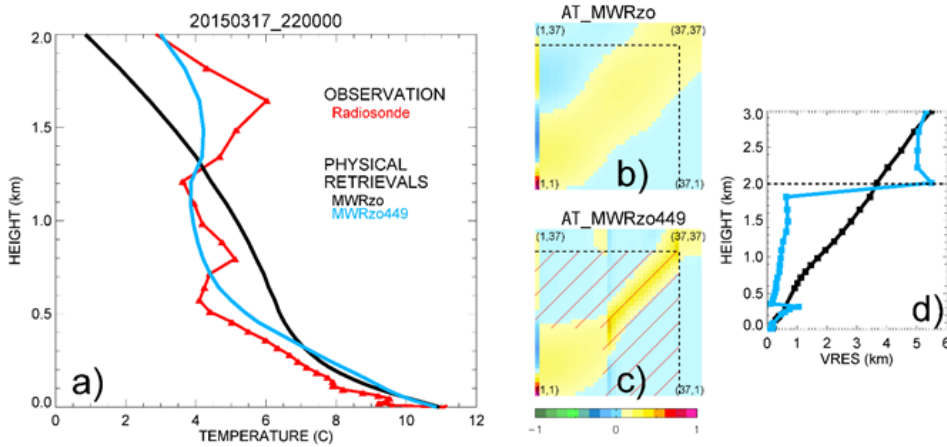 20150317_220000
2.0
1.5
1.0
0.5
0.0
HEIGHT (km)
0
2
4
6
8
10
12
TEMPERATURE (C)
OBSERVATION
Radiosonde
PHYSICAL
RETRIEVALS
MWRzo
MWRzo449
a)
AT_MWRzo
(1,37)
(37,37)
(1,1)
(37,1)
b)
AT_MWRzo449
(1,37)
(37,37)
(1,1)
(37,1)
c)
-1
0
1
3.0
2.5
2.0
1.5
1.0
0.5
0.0
HEIGHT (km)
0
1
2
3
4
5
6
VRES (km)
d)